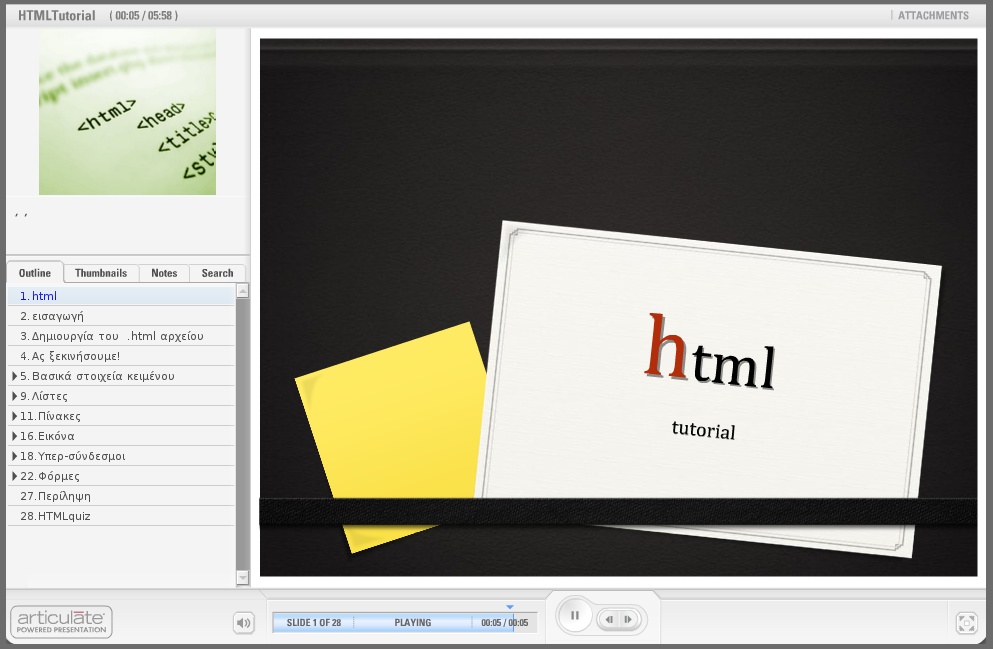 HTMLTutorial ( 00:05 / 05:58 )
ATTACHMENTS
<html>
<head>
<title>
, ,
Outline Thumbnails Notes Search
1. html
2. εισαγωγή
3. Δημιουργία του .html αρχείου
4. Ας ξεκινήσουμε!
5. Βασικά στοιχεία κειμένου
9. Λίστες
11. Πίνακες
16. Εικόνα
18. Υπερ-σύνδεσμοι
22. Φόρμες
27. Περίληψη
28. HTMLquiz
html
tutorial
articulate
POWERED PRESENTATION
SLIDE 1 OF 28 PLAYING 00:05 / 00:05